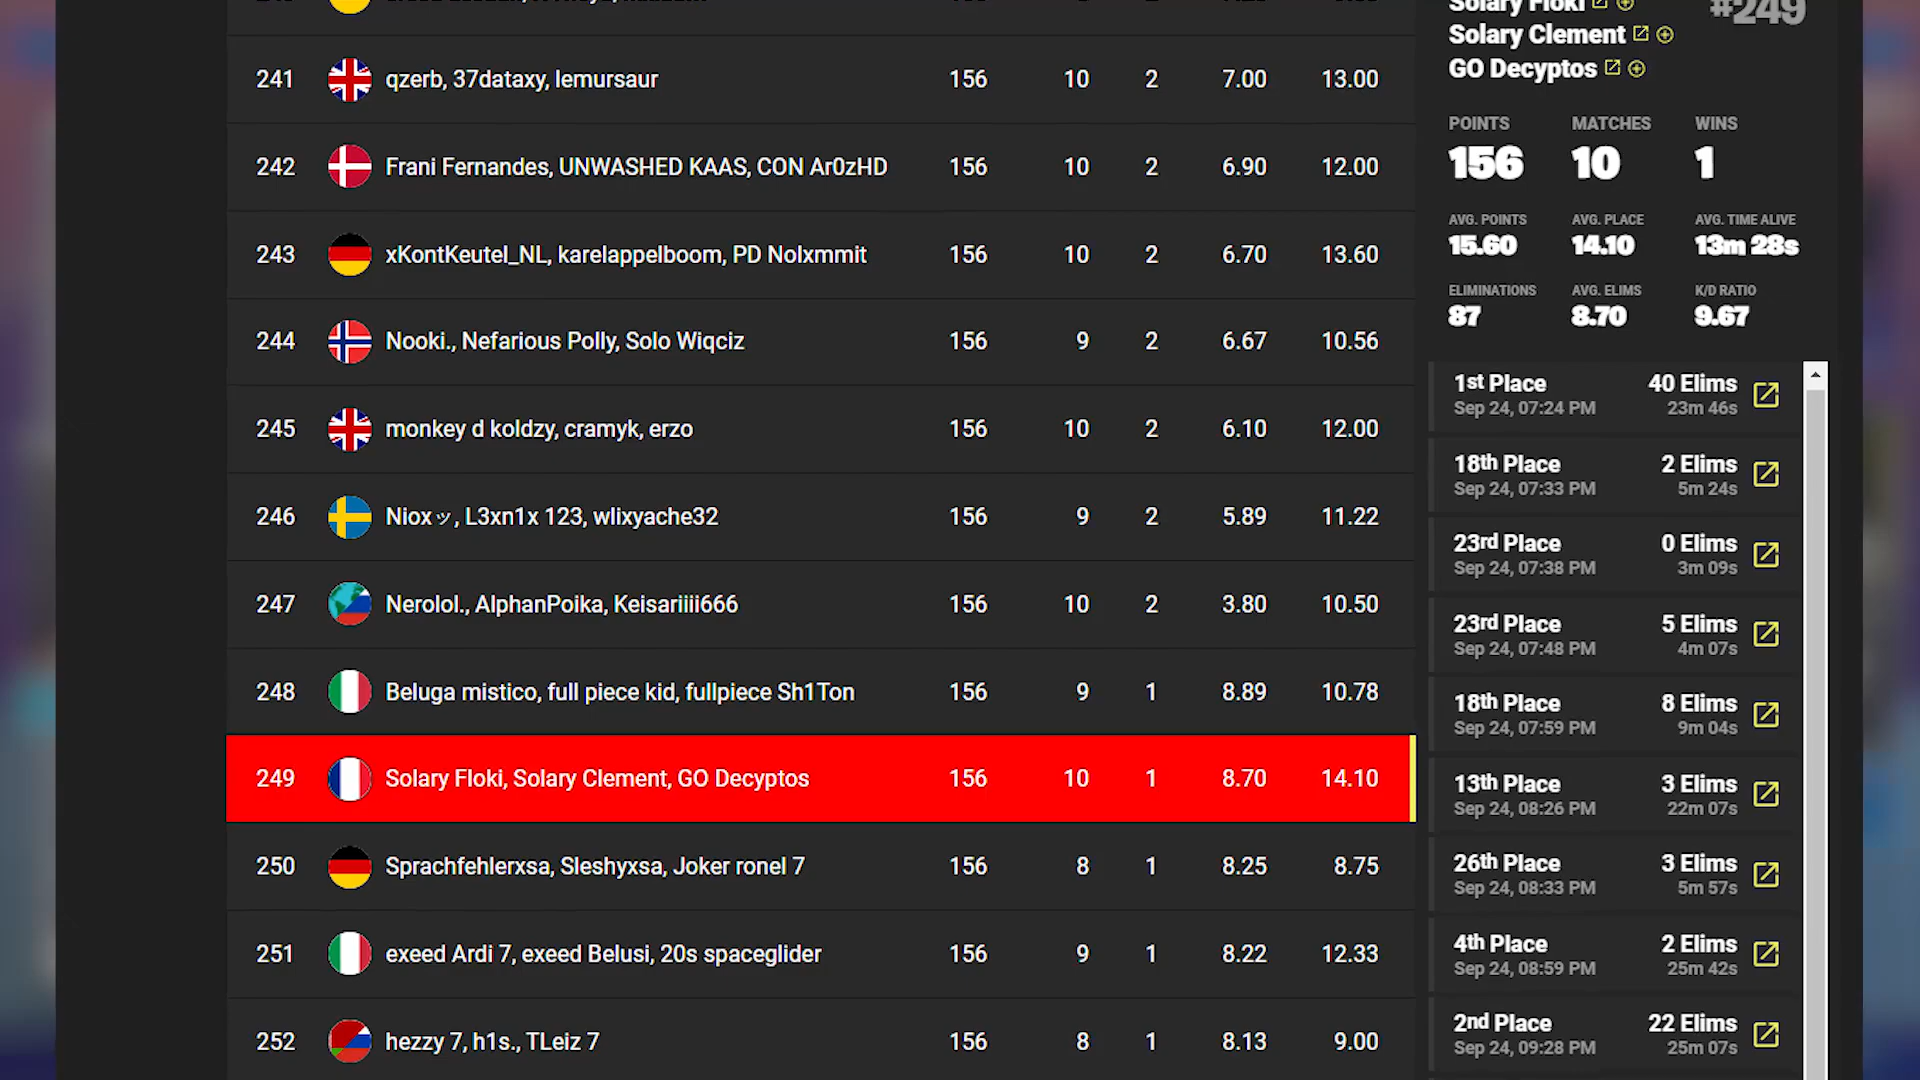 241 qzerb, 37dataxy, lemursaur 156 10 2 7.00 13.00
242 Frani Fernandes, UNWASHED KAAS, CON Ar0zHD 156 10 2 6.90 12.00
243 xKontKeutel_NL, karelappelboom, PD Nolxmmit 156 10 2 6.70 13.60
244 Nooki., Nefarious Polly, Solo Wiqciz 156 9 2 6.67 10.56
245 monkey d koldzy, cramyk, erzo 156 10 2 6.10 12.00
246 Nioxッ, L3xn1x 123, wlixyache32 156 9 2 5.89 11.22
247 Nerolol., AlphanPoika, Keisariiii666 156 10 2 3.80 10.50
248 Beluga mistico, full piece kid, fullpiece Sh1Ton 156 9 1 8.89 10.78
249 Solary Floki, Solary Clement, GO Decyptos 156 10 1 8.70 14.10
250 Sprachfehlerxsa, Sleshyxsa, Joker ronel 7 156 8 1 8.25 8.75
251 exeed Ardi 7, exeed Belusi, 20s spaceglider 156 9 1 8.22 12.33
252 hezzy 7, h1s., TLeiz 7 156 8 1 8.13 9.00
Solary Floki #249
Solary Clement
GO Decyptos
POINTS MATCHES WINS
156 10 1
AVG. POINTS AVG. PLACE AVG. TIME ALIVE
15.60 14.10 13m 28s
ELIMINATIONS AVG. ELIMS K/D RATIO
87 8.70 9.67
1st Place 40 Elims
Sep 24, 07:24 PM 23m 46s
18th Place 2 Elims
Sep 24, 07:33 PM 5m 24s
23rd Place 0 Elims
Sep 24, 07:38 PM 3m 09s
23rd Place 5 Elims
Sep 24, 07:48 PM 4m 07s
18th Place 8 Elims
Sep 24, 07:59 PM 9m 04s
13th Place 3 Elims
Sep 24, 08:26 PM 22m 07s
26th Place 3 Elims
Sep 24, 08:33 PM 5m 57s
4th Place 2 Elims
Sep 24, 08:59 PM 25m 42s
2nd Place 22 Elims
Sep 24, 09:28 PM 25m 07s